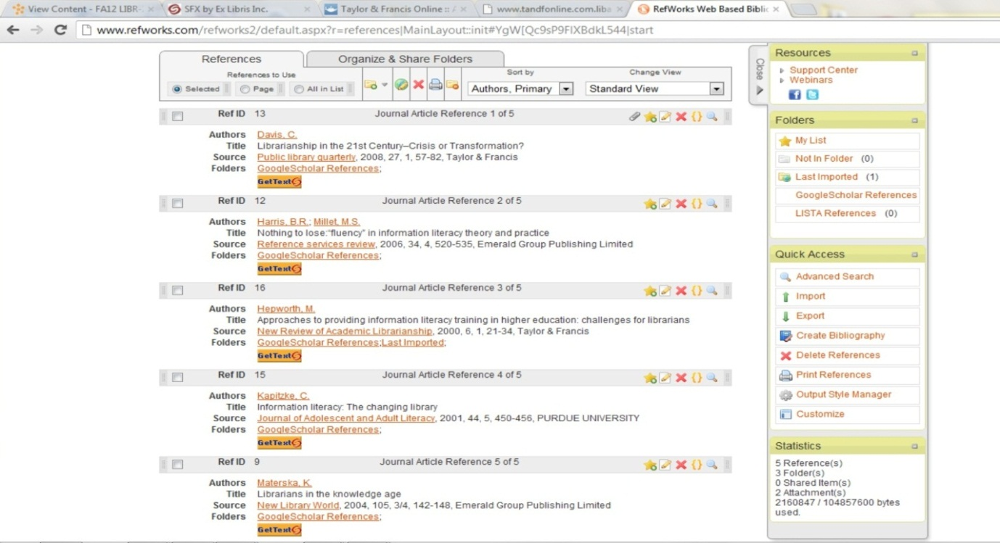 View Content - FA12 LIBR-
SFX by Ex Libris Inc.
Taylor & Francis Online ::
www.tandfonline.com.liba
RefWorks Web Based Biblic
www.refworks.com/refworks2/default.aspx?r=references|MainLayout::init#YgW[Qc9sP9FIXBdkL544|start
References
Organize & Share Folders
References to Use
Selected
Page
All in List
Sort by
Authors, Primary
Change View
Standard View
Ref ID 13 Journal Article Reference 1 of 5
Authors Davis, C.
Title Librarianship in the 21st Century–Crisis or Transformation?
Source Public library quarterly, 2008, 27, 1, 57-82, Taylor & Francis
Folders GoogleScholar References;
GetText
Ref ID 12 Journal Article Reference 2 of 5
Authors Harris, B.R.; Millet, M.S.
Title Nothing to lose:"fluency" in information literacy theory and practice
Source Reference services review, 2006, 34, 4, 520-535, Emerald Group Publishing Limited
Folders GoogleScholar References;
GetText
Ref ID 16 Journal Article Reference 3 of 5
Authors Hepworth, M.
Title Approaches to providing information literacy training in higher education: challenges for librarians
Source New Review of Academic Librarianship, 2000, 6, 1, 21-34, Taylor & Francis
Folders GoogleScholar References;Last Imported;
GetText
Ref ID 15 Journal Article Reference 4 of 5
Authors Kapitzke, C.
Title Information literacy: The changing library
Source Journal of Adolescent and Adult Literacy, 2001, 44, 5, 450-456, PURDUE UNIVERSITY
Folders GoogleScholar References;
GetText
Ref ID 9 Journal Article Reference 5 of 5
Authors Materska, K.
Title Librarians in the knowledge age
Source New Library World, 2004, 105, 3/4, 142-148, Emerald Group Publishing Limited
Folders GoogleScholar References;
GetText
Close
Resources
Support Center
Webinars
Folders
My List
Not In Folder (0)
Last Imported (1)
GoogleScholar References
LISTA References (0)
Quick Access
Advanced Search
Import
Export
Create Bibliography
Delete References
Print References
Output Style Manager
Customize
Statistics
5 Reference(s)
3 Folder(s)
0 Shared Item(s)
2 Attachment(s)
2160847 / 104857600 bytes
used.